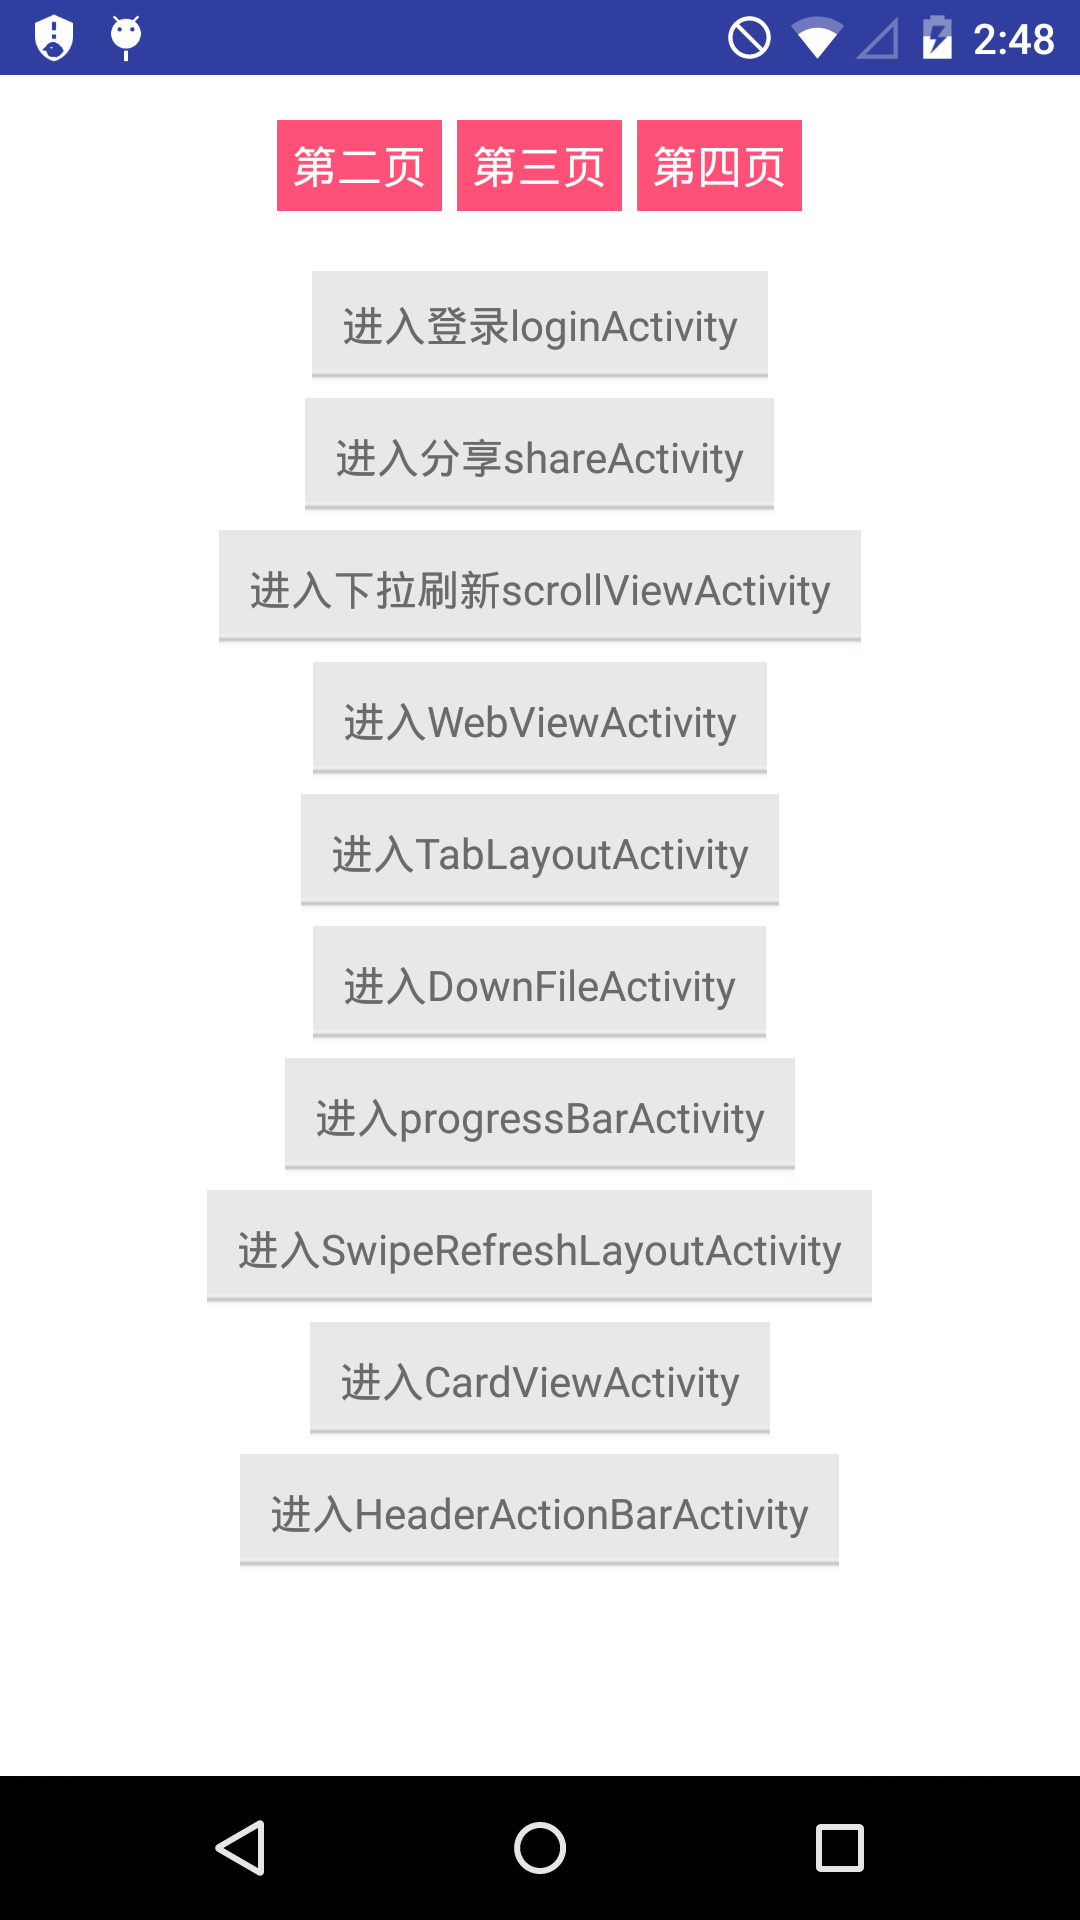 2:48
第二页 第三页 第四页
进入登录loginActivity
进入分享shareActivity
进入下拉刷新scrollViewActivity
进入WebViewActivity
进入TabLayoutActivity
进入DownFileActivity
进入progressBarActivity
进入SwipeRefreshLayoutActivity
进入CardViewActivity
进入HeaderActionBarActivity